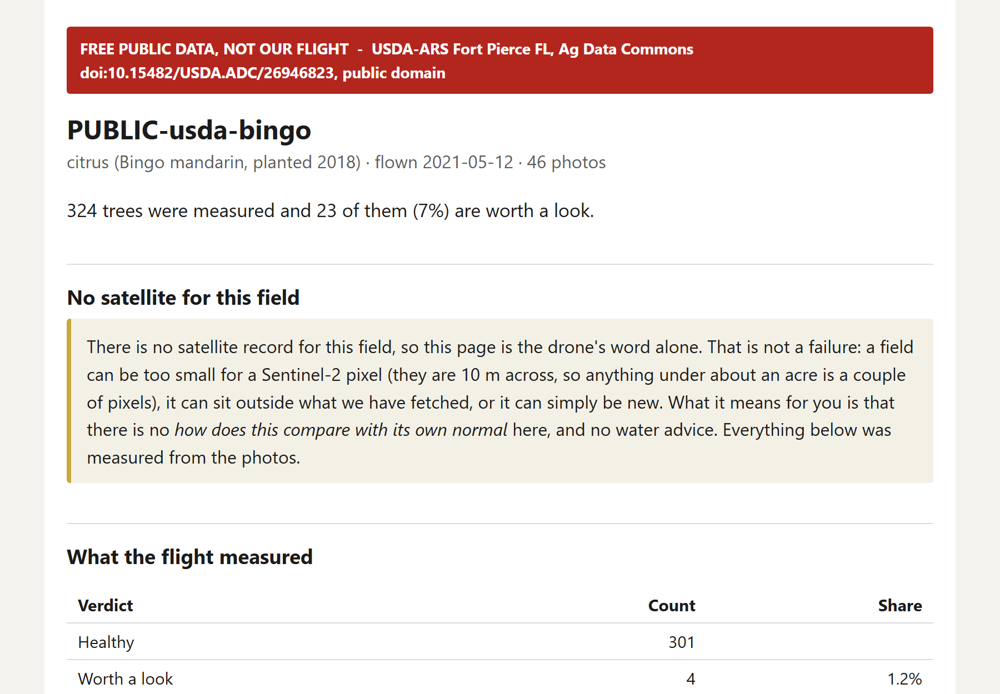 FREE PUBLIC DATA, NOT OUR FLIGHT - USDA-ARS Fort Pierce FL, Ag Data Commons
doi:10.15482/USDA.ADC/26946823, public domain
PUBLIC-usda-bingo
citrus (Bingo mandarin, planted 2018) · flown 2021-05-12 · 46 photos
324 trees were measured and 23 of them (7%) are worth a look.
No satellite for this field
There is no satellite record for this field, so this page is the drone's word alone. That is not a failure: a field
can be too small for a Sentinel-2 pixel (they are 10 m across, so anything under about an acre is a couple
of pixels), it can sit outside what we have fetched, or it can simply be new. What it means for you is that
there is no how does this compare with its own normal here, and no water advice. Everything below was
measured from the photos.
What the flight measured
Verdict Count Share
Healthy 301
Worth a look 4 1.2%